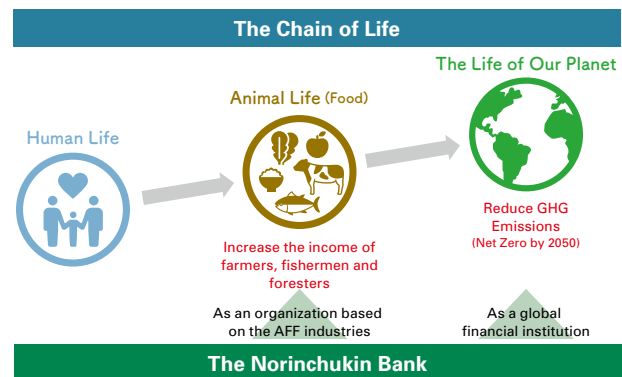 The Chain of Life
The Life of Our Planet
Animal Life (Food)
Human Life
Increase the income of
farmers, fishermen and
foresters
Reduce GHG
Emissions
(Net Zero by 2050)
As an organization based
on the AFF industries
As a global
financial institution
The Norinchukin Bank